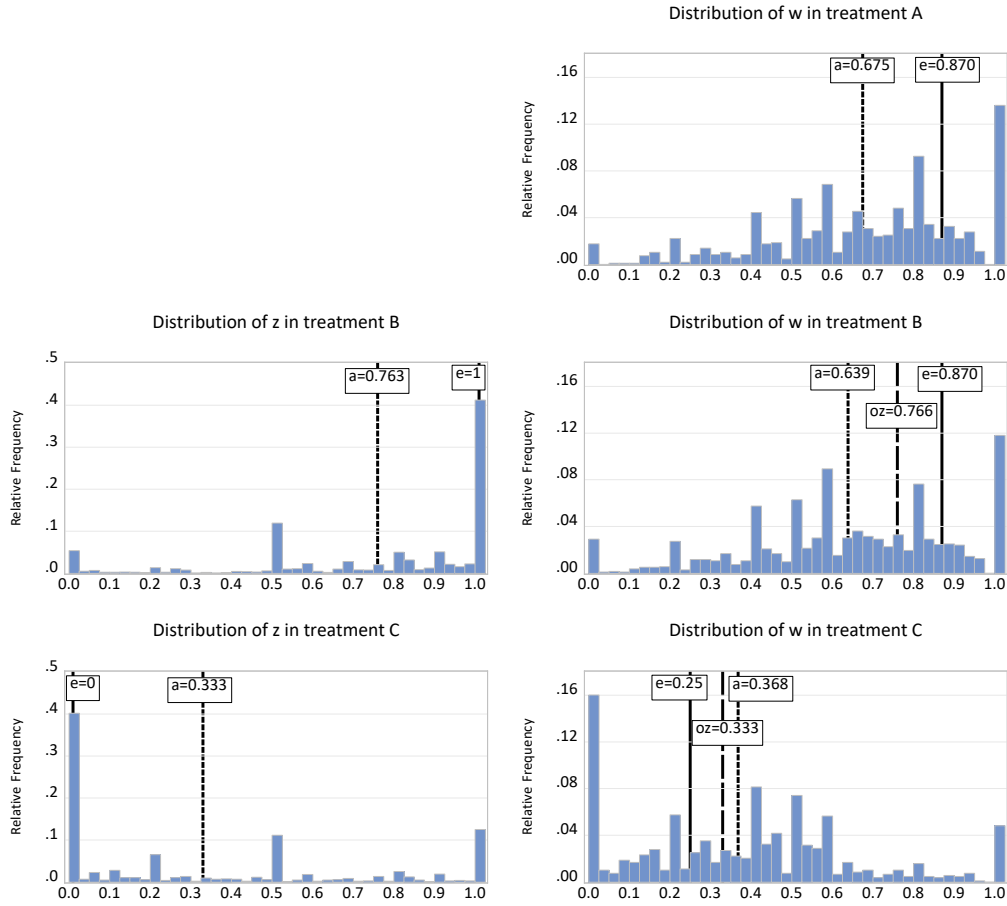 Distribution of w in treatment A
Relative Frequency
.16
.12
.08
.04
.00
a=0.675
e=0.870
0.0 0.1 0.2 0.3 0.4 0.5 0.6 0.7 0.8 0.9 1.0
Distribution of z in treatment B
Relative Frequency
.5
.4
.3
.2
.1
.0
a=0.763
e=1
0.0 0.1 0.2 0.3 0.4 0.5 0.6 0.7 0.8 0.9 1.0
Distribution of w in treatment B
Relative Frequency
.16
.12
.08
.04
.00
a=0.639
e=0.870
oz=0.766
0.0 0.1 0.2 0.3 0.4 0.5 0.6 0.7 0.8 0.9 1.0
Distribution of z in treatment C
Relative Frequency
.5
.4
.3
.2
.1
.0
e=0
a=0.333
0.0 0.1 0.2 0.3 0.4 0.5 0.6 0.7 0.8 0.9 1.0
Distribution of w in treatment C
Relative Frequency
.16
.12
.08
.04
.00
e=0.25
a=0.368
oz=0.333
0.0 0.1 0.2 0.3 0.4 0.5 0.6 0.7 0.8 0.9 1.0